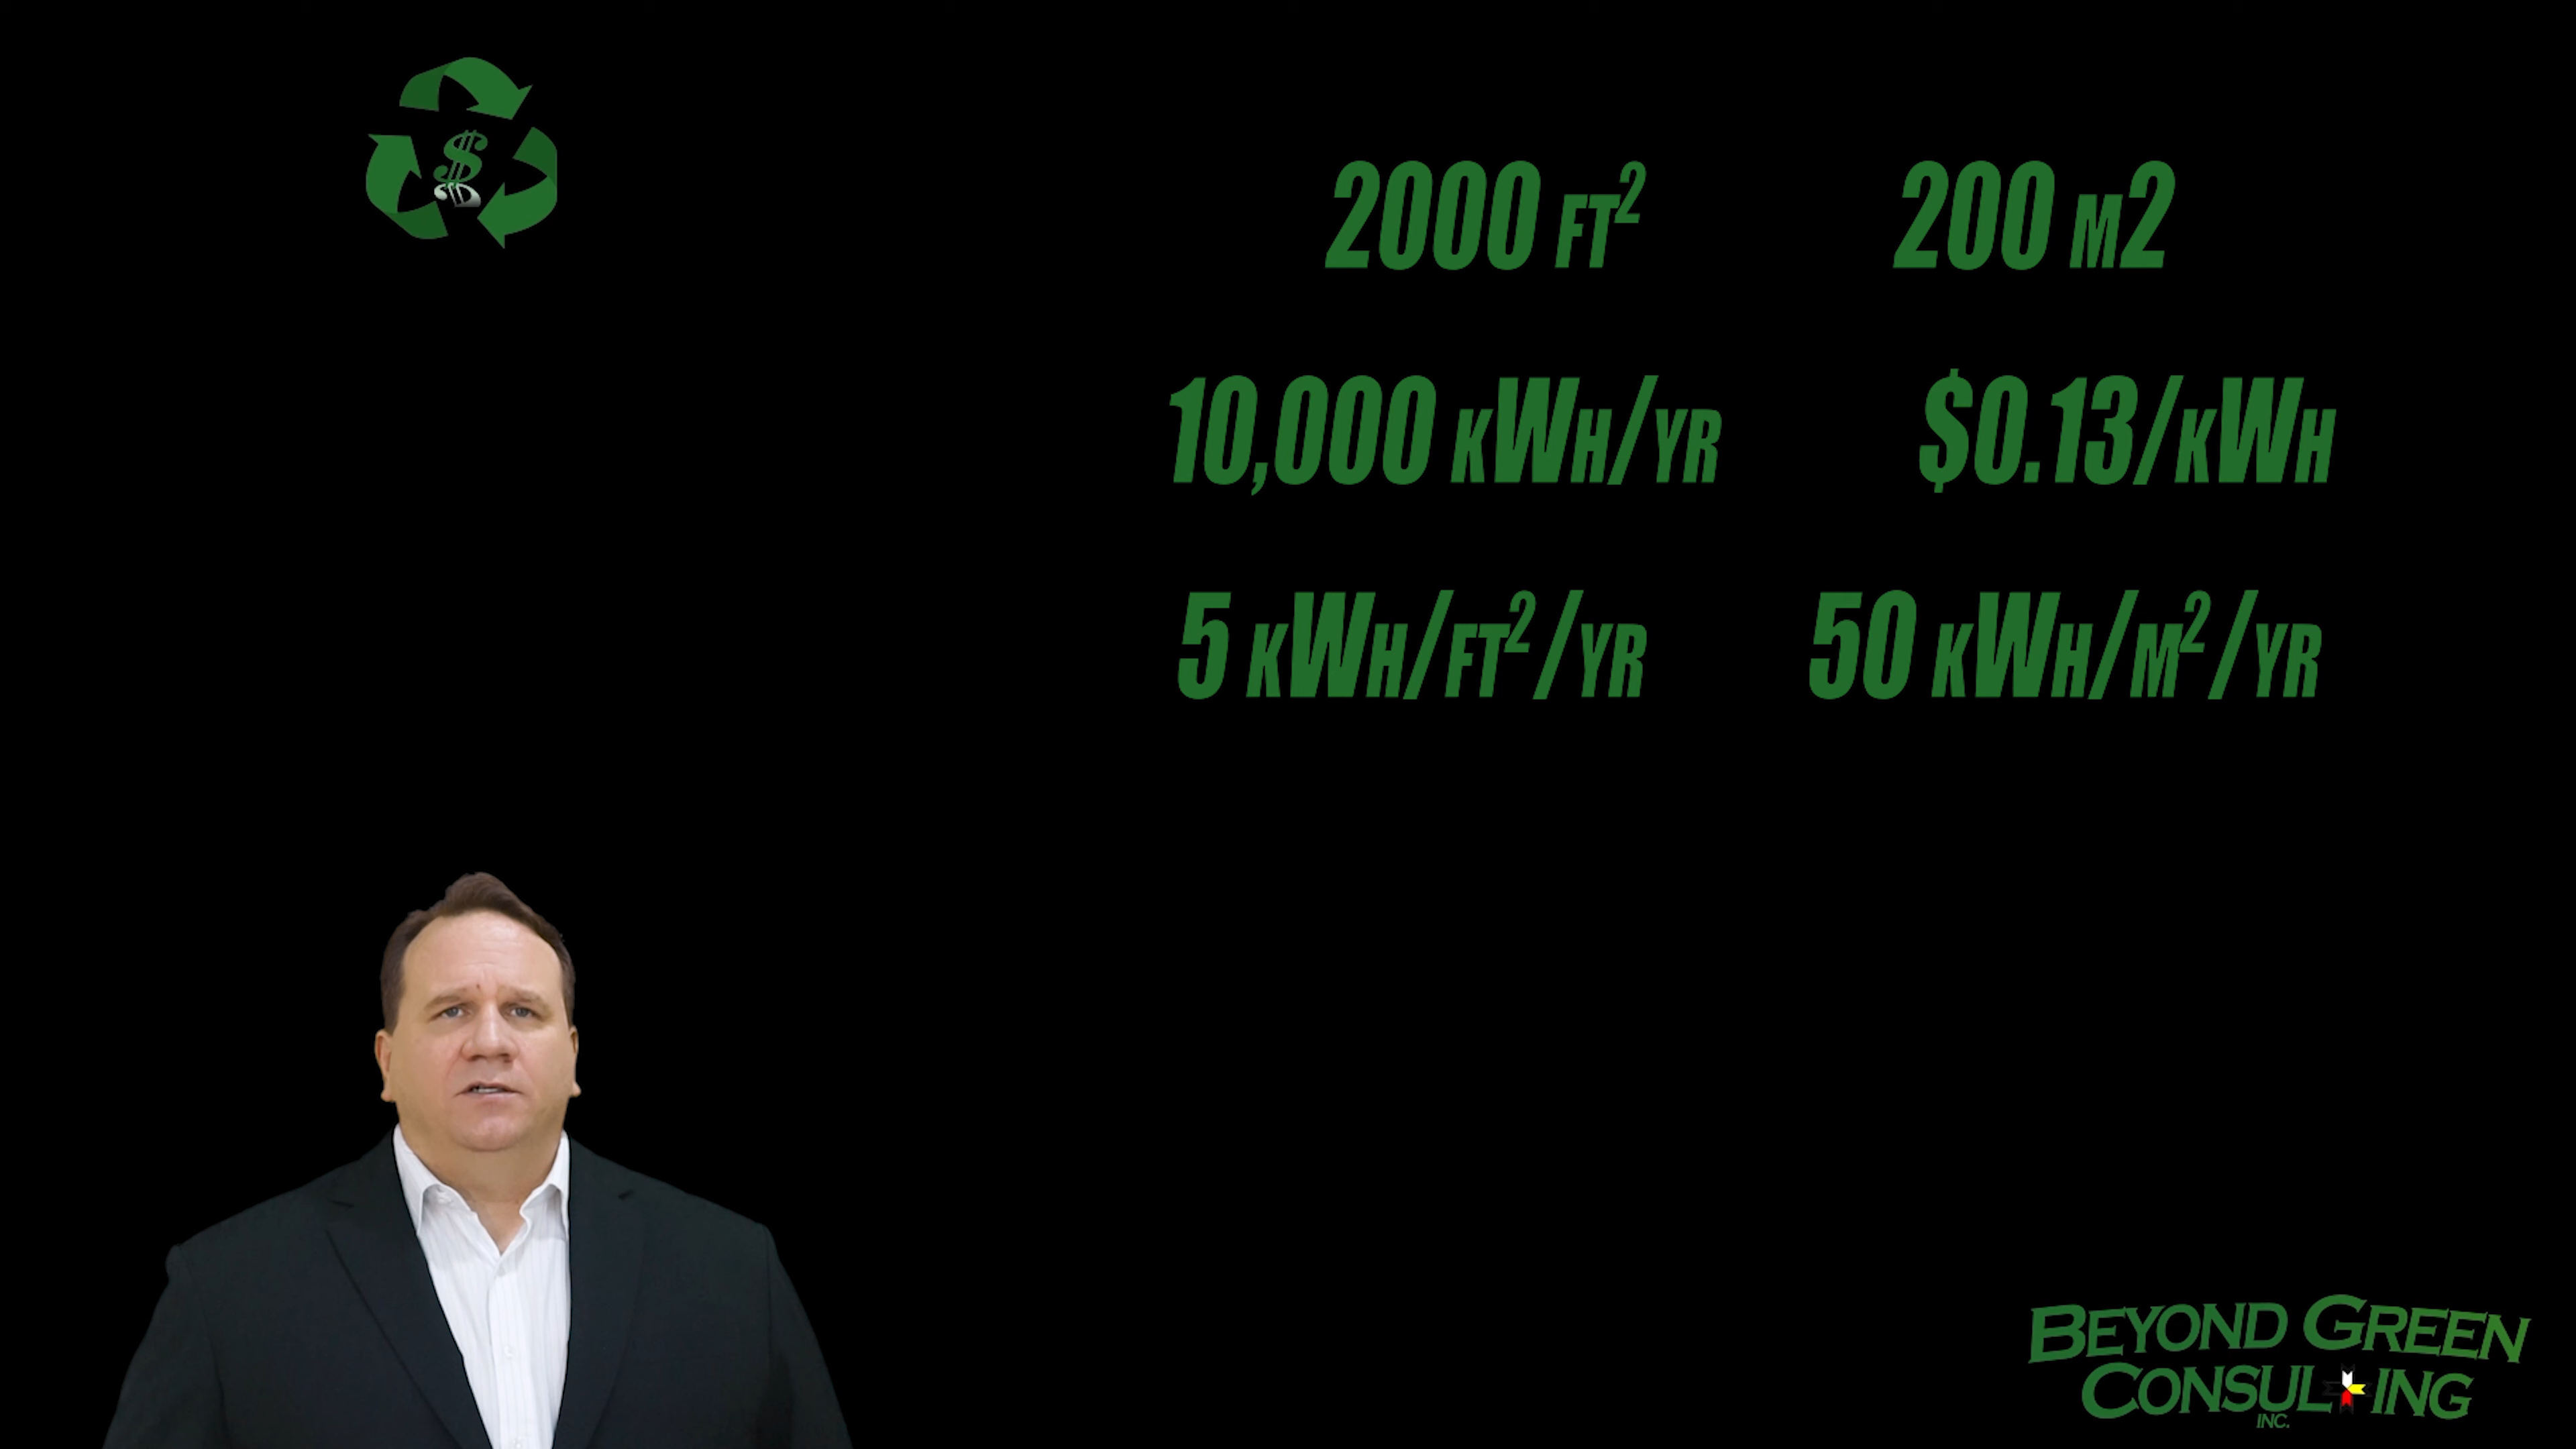 $
2000 FT² 200 M2
10,000 KWH/YR $0.13/KWH
5 KWH/FT²/YR 50 KWH/M²/YR
BEYOND GREEN
CONSULTING
INC.